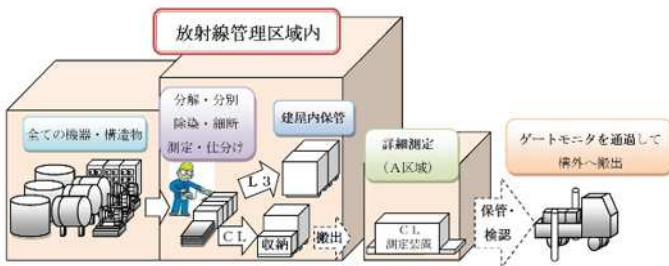 放射線管理区域内
全ての機器・構造物
分解・分別
除染・細断
測定・仕分け
建屋内保管
L3
CL
収納
搬出
詳細測定
（A区域）
CL
測定装置
保管・
検認
ゲートモニタを通過して
構外へ搬出